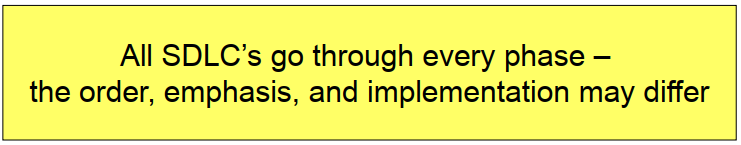 All SDLC’s go through every phase –
the order, emphasis, and implementation may differ